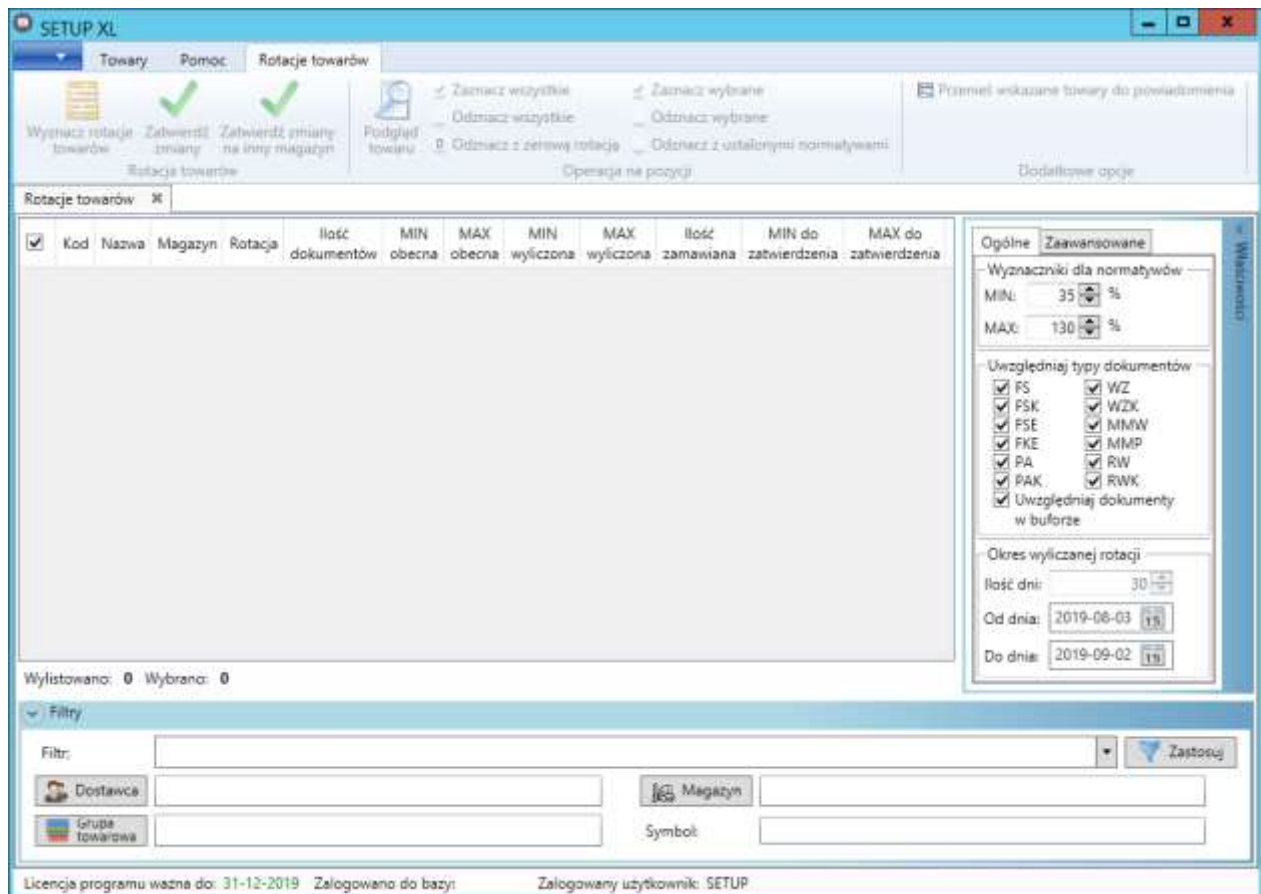 SETUP XL
Towary Pomoc Rotacje towarów
Wyznacz rotacje towarów
Zatwierdź zmiany
Zatwierdź zmiany na inny magazyn
Rotacja towarów
Podgląd towaru
Zaznacz wszystkie
Odznacz wszystkie
0 Odznacz z zerową rotacją
Zaznacz wybrane
Odznacz wybrane
Odznacz z ustalonymi normatywami
Operacja na pozycji
Przenieś wskazane towary do powiadomienia
Dodatkowe opcje
Rotacje towarów
Kod Nazwa Magazyn Rotacja Ilość dokumentów MIN obecna MAX obecna MIN wyliczona MAX wyliczona Ilość zamawiana MIN do zatwierdzenia MAX do zatwierdzenia
Właściwości
Ogólne Zaawansowane
Wyznaczniki dla normatywów
MIN: 35 %
MAX: 130 %
Uwzględniaj typy dokumentów
FS WZ
FSK WZK
FSE MMW
FKE MMP
PA RW
PAK RWK
Uwzględniaj dokumenty
w buforze
Okres wyliczanej rotacji
Ilość dni: 30
Od dnia: 2019-08-03 15
Do dnia: 2019-09-02 15
Wylistowano: 0 Wybrano: 0
Filtry
Filtr: Zastosuj
Dostawca Magazyn
Grupa towarowa Symbol:
Licencja programu ważna do: 31-12-2019 Zalogowano do bazy: Zalogowany użytkownik: SETUP